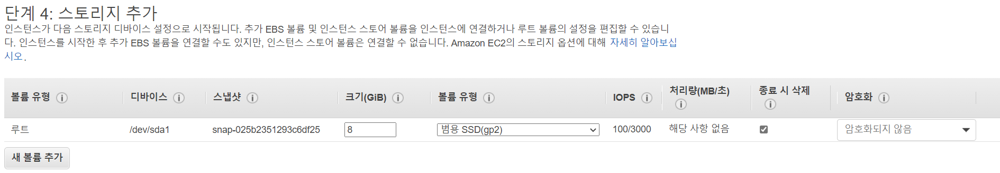 단계 4: 스토리지 추가
인스턴스가 다음 스토리지 디바이스 설정으로 시작됩니다. 추가 EBS 볼륨 및 인스턴스 스토어 볼륨을 인스턴스에 연결하거나 루트 볼륨의 설정을 편집할 수 있습니
다. 인스턴스를 시작한 후 추가 EBS 볼륨을 연결할 수도 있지만, 인스턴스 스토어 볼륨은 연결할 수 없습니다. Amazon EC2의 스토리지 옵션에 대해 자세히 알아보십
시오.
볼륨 유형 디바이스 스냅샷 크기(GiB) 볼륨 유형 IOPS 처리량(MB/초) 종료 시 삭제 암호화
루트 /dev/sda1 snap-025b2351293c6df25 8 범용 SSD(gp2) 100/3000 해당 사항 없음 암호화되지 않음
새 볼륨 추가